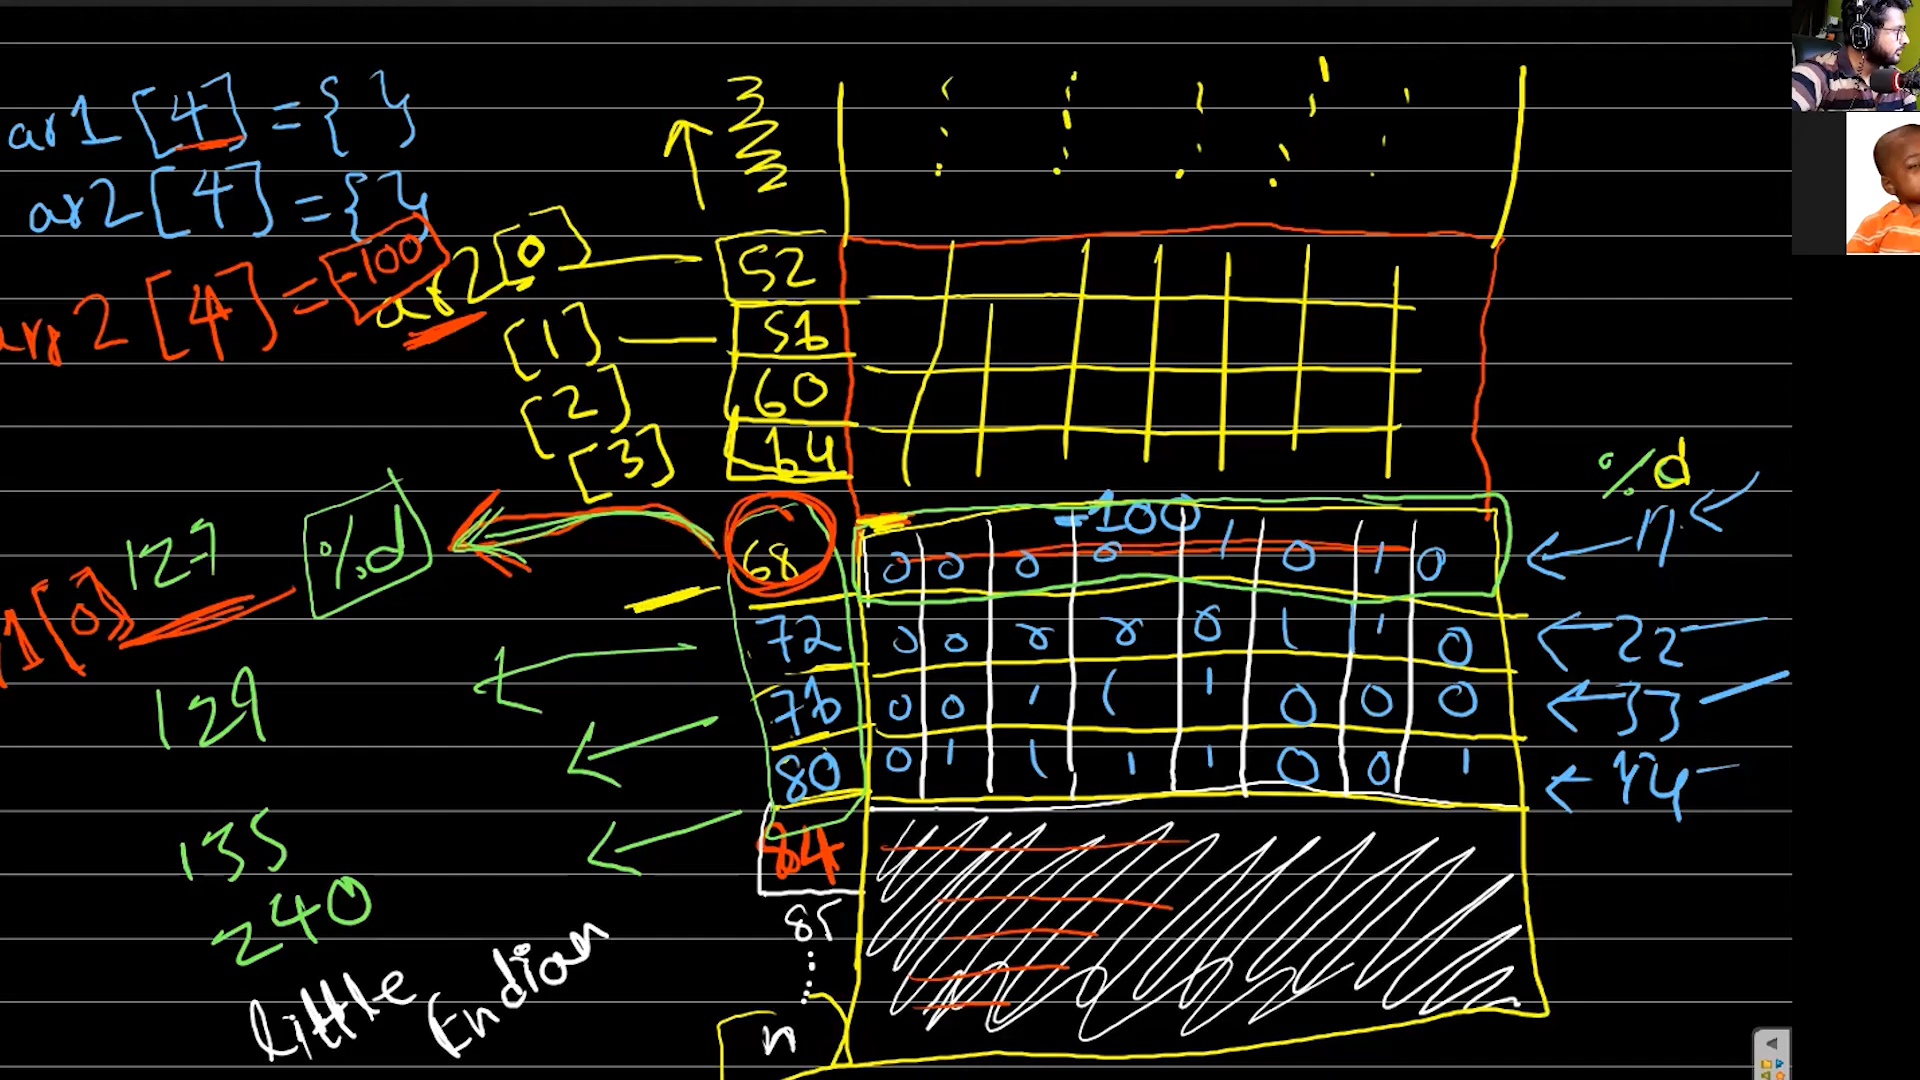 ar1[4]={}
ar2[4]={}
ar2[4]=-100
ar2[0]
[1]
[2]
[3]
52
56
60
64
%d
-100
68
0 0 0 0 1 0 1 0
72
0 0 0 0 0 1 1 0
22
76
0 0 1 1 1 0 0 0
33
80
0 1 1 1 1 0 0 1
44
84
85
n
127
%d
1[0]
129
135
240
little Endian